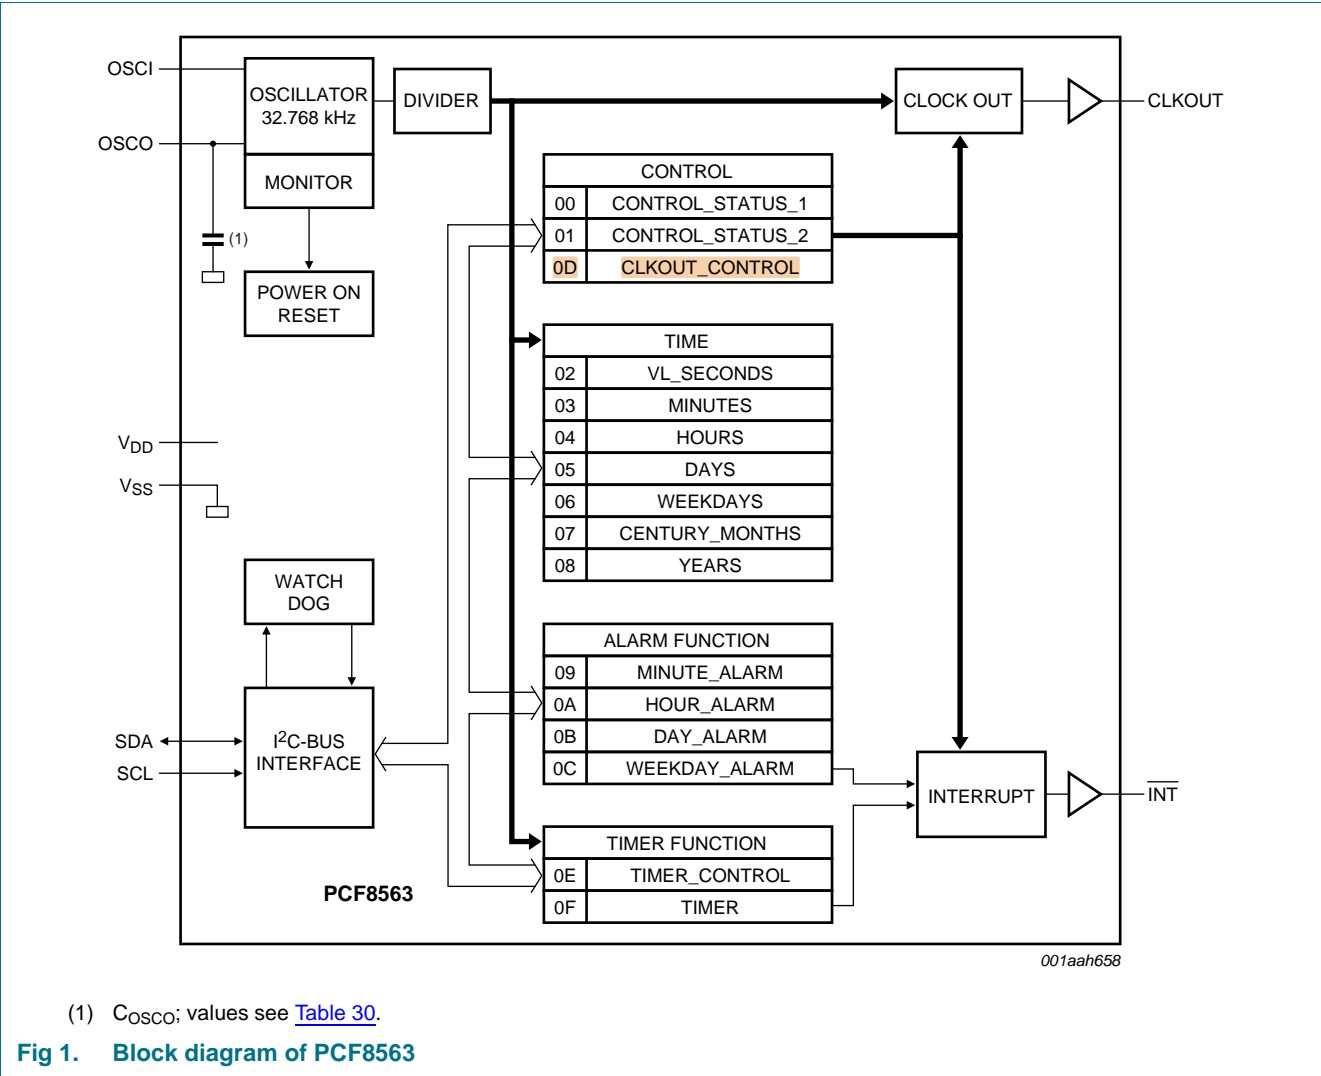 OSCI
OSCO
OSCILLATOR
32.768 kHz
MONITOR
DIVIDER
CLOCK OUT
CLKOUT
(1)
POWER ON
RESET
CONTROL
00 CONTROL_STATUS_1
01 CONTROL_STATUS_2
0D CLKOUT_CONTROL
TIME
02 VL_SECONDS
03 MINUTES
04 HOURS
05 DAYS
06 WEEKDAYS
07 CENTURY_MONTHS
08 YEARS
VDD
VSS
WATCH
DOG
ALARM FUNCTION
09 MINUTE_ALARM
0A HOUR_ALARM
0B DAY_ALARM
0C WEEKDAY_ALARM
SDA
SCL
I2C-BUS
INTERFACE
INTERRUPT
INT
TIMER FUNCTION
0E TIMER_CONTROL
0F TIMER
PCF8563
001aah658
(1) COSCO; values see Table 30.
Fig 1. Block diagram of PCF8563